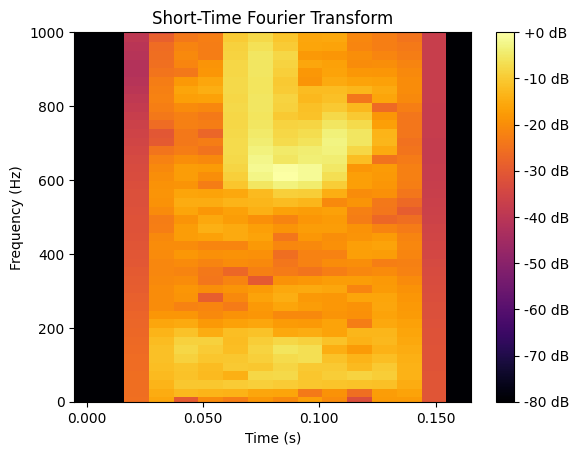 Short-Time Fourier Transform
1000
800
600
400
200
0
Frequency (Hz)
0.000
0.050
0.100
0.150
Time (s)
+0 dB
-10 dB
-20 dB
-30 dB
-40 dB
-50 dB
-60 dB
-70 dB
-80 dB